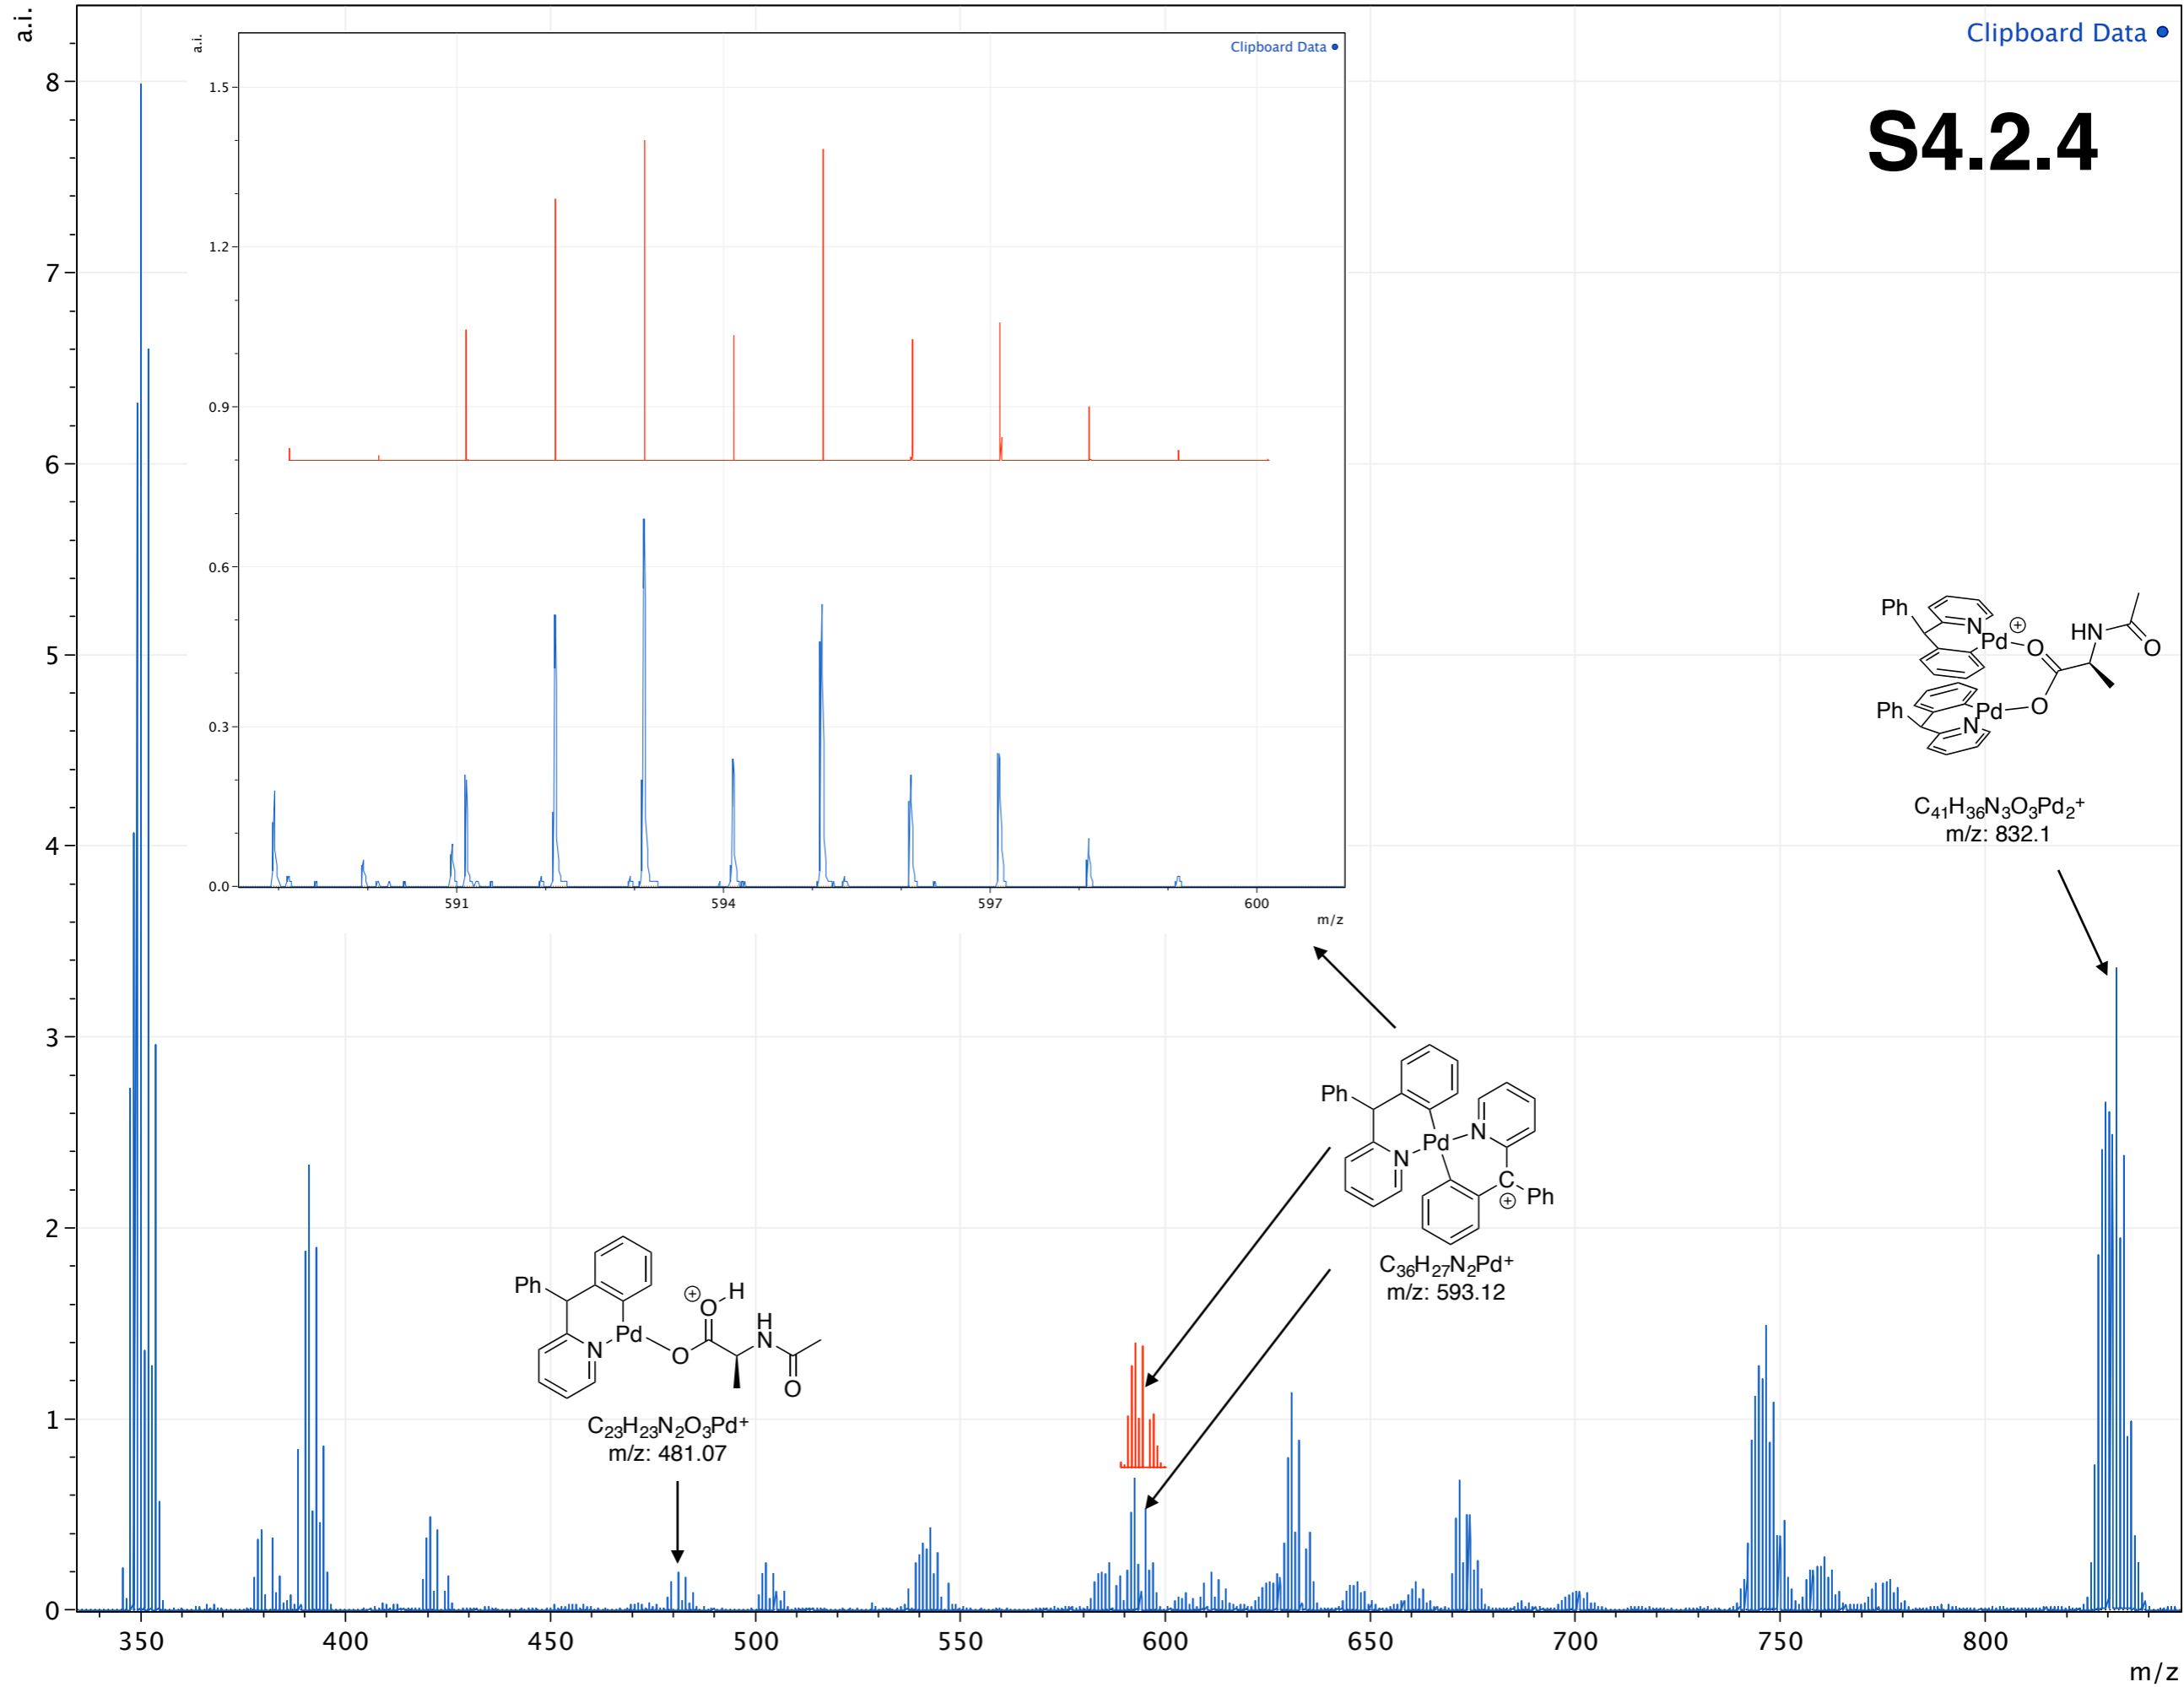 a.i.
Clipboard Data
S4.2.4
8
7
6
5
4
3
2
1
0
350
400
450
500
550
600
650
700
750
800
m/z
a.i.
Clipboard Data
1.5
1.2
0.9
0.6
0.3
0.0
591
594
597
600
m/z
Ph
N
Pd
⊕
O
HN
O
Ph
Pd
N
O
C₄₁H₃₆N₃O₃Pd₂⁺
m/z: 832.1
Ph
Pd
N
N
C
⊕
Ph
C₃₆H₂₇N₂Pd⁺
m/z: 593.12
Ph
N
Pd
⊕
O
H
O
H
N
O
C₂₃H₂₃N₂O₃Pd⁺
m/z: 481.07